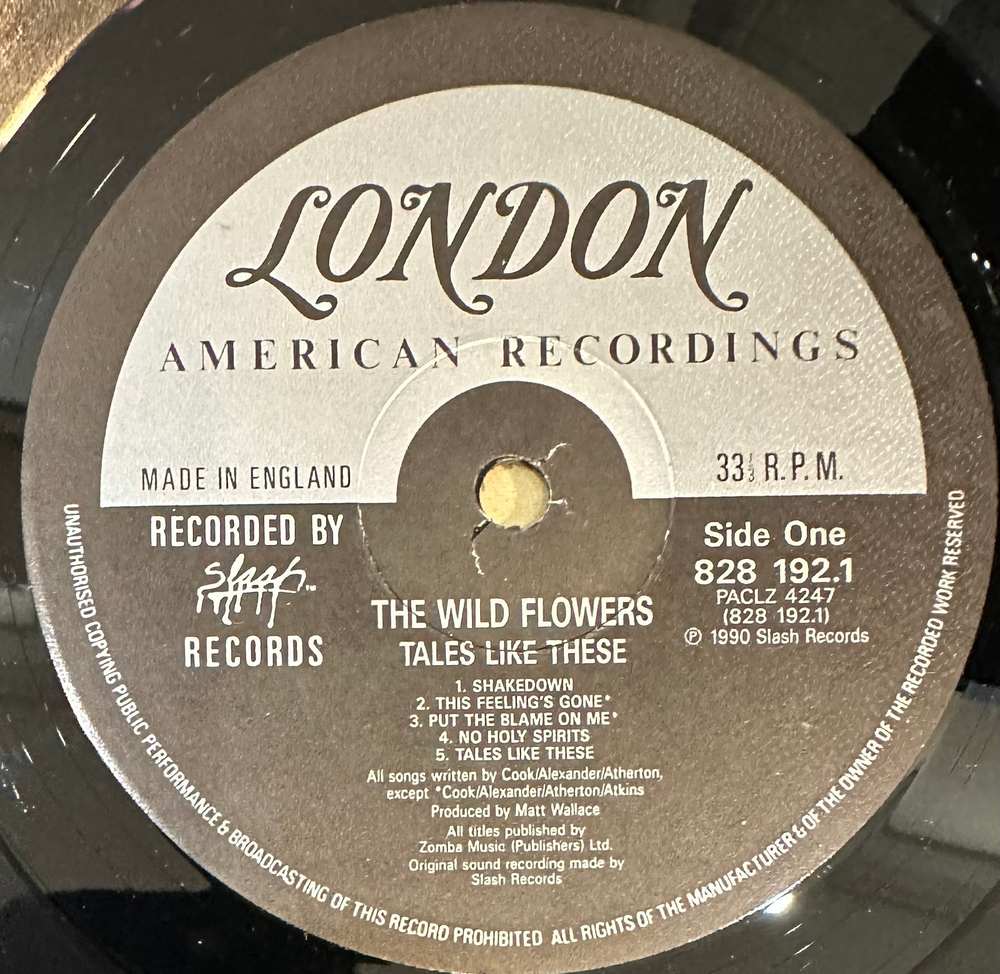 LONDON
AMERICAN RECORDINGS
MADE IN ENGLAND
33⅓ R.P.M.
RECORDED BY
Slash™
RECORDS
Side One
828 192.1
PACLZ 4247
(828 192.1)
℗ 1990 Slash Records
THE WILD FLOWERS
TALES LIKE THESE
1. SHAKEDOWN
2. THIS FEELING'S GONE*
3. PUT THE BLAME ON ME*
4. NO HOLY SPIRITS
5. TALES LIKE THESE
All songs written by Cook/Alexander/Atherton,
except *Cook/Alexander/Atherton/Atkins
Produced by Matt Wallace
All titles published by
Zomba Music (Publishers) Ltd.
Original sound recording made by
Slash Records
UNAUTHORISED COPYING PUBLIC PERFORMANCE & BROADCASTING OF THIS RECORD PROHIBITED ALL RIGHTS OF THE MANUFACTURER & OF THE OWNER OF THE RECORDED WORK RESERVED